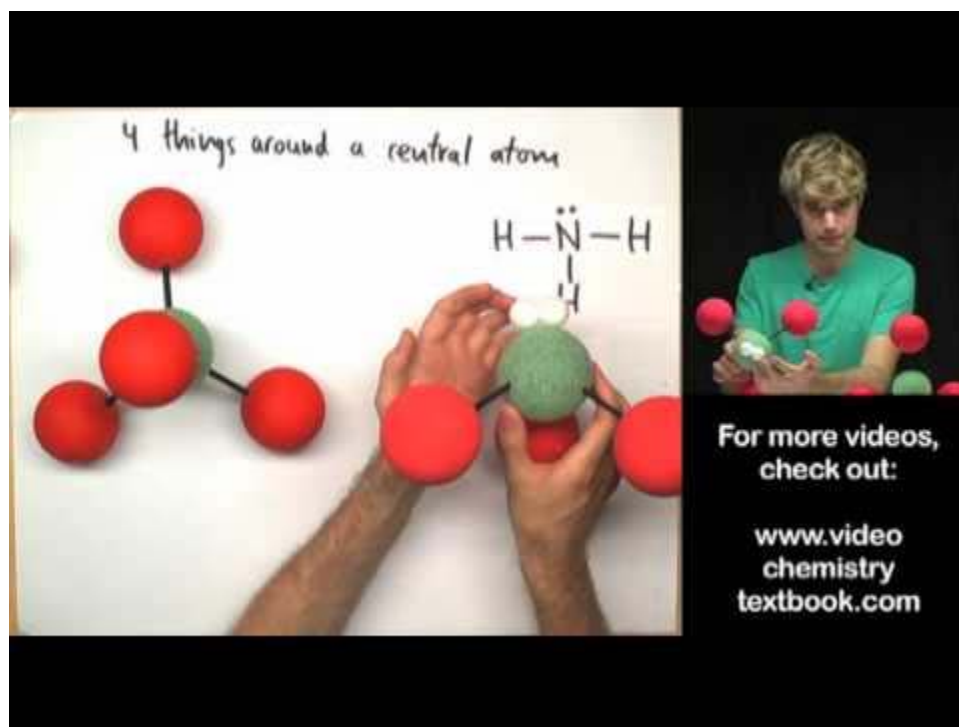 4 things around a central atom
H—N̈—H
|
H
For more videos,
check out:
www.video
chemistry
textbook.com